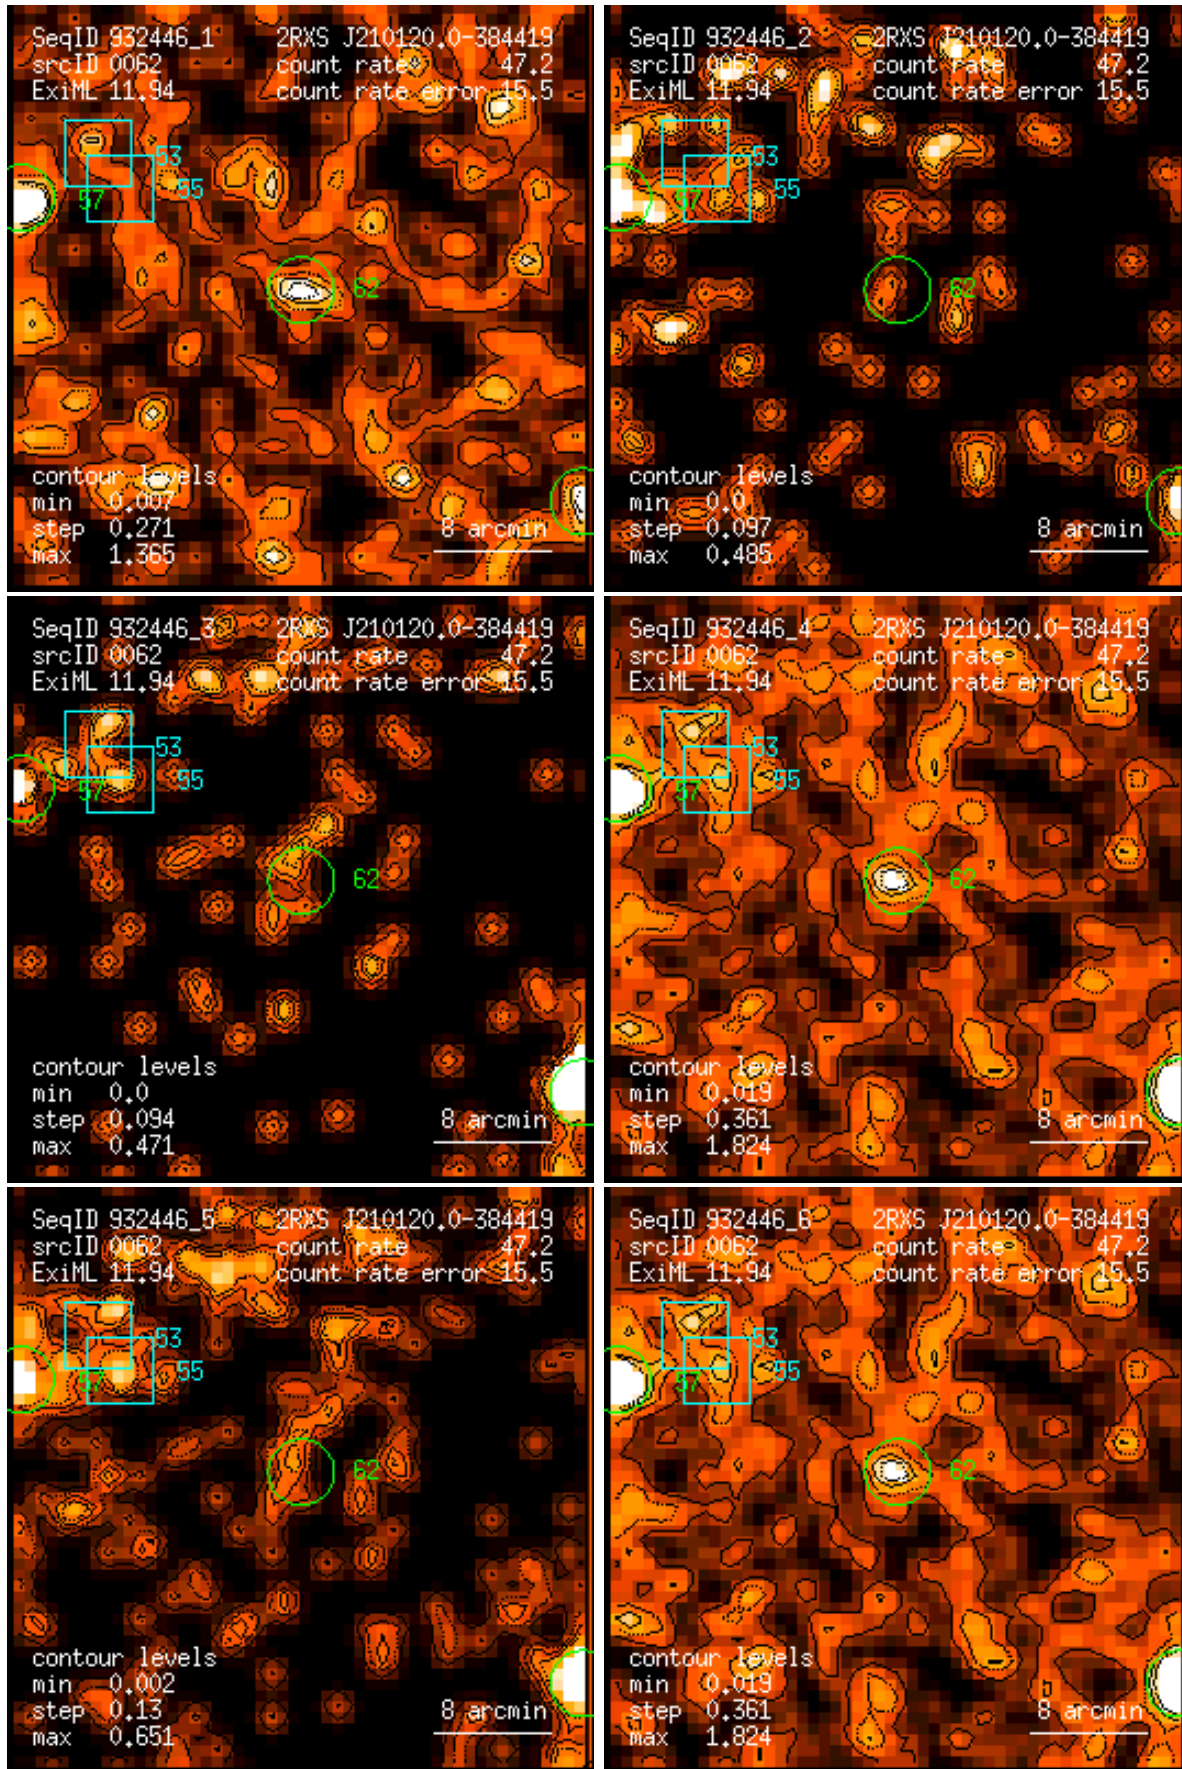 SeqID 932446_1 2RXS J210120.0-384419
srcID 0062 count rate 47.2
ExiML 11.94 count rate error 15.5
53
57 55
62
contour levels
min 0.007
step 0.271 8 arcmin
max 1.365
SeqID 932446_2 2RXS J210120.0-384419
srcID 0062 count rate 47.2
ExiML 11.94 count rate error 15.5
53
57 55
62
contour levels
min 0.0
step 0.097 8 arcmin
max 0.485
SeqID 932446_3 2RXS J210120.0-384419
srcID 0062 count rate 47.2
ExiML 11.94 count rate error 15.5
53
57 55
62
contour levels
min 0.0
step 0.094 8 arcmin
max 0.471
SeqID 932446_4 2RXS J210120.0-384419
srcID 0062 count rate 47.2
ExiML 11.94 count rate error 15.5
53
57 55
62
contour levels
min 0.019
step 0.361 8 arcmin
max 1.824
SeqID 932446_5 2RXS J210120.0-384419
srcID 0062 count rate 47.2
ExiML 11.94 count rate error 15.5
53
57 55
62
contour levels
min 0.002
step 0.13 8 arcmin
max 0.651
SeqID 932446_6 2RXS J210120.0-384419
srcID 0062 count rate 47.2
ExiML 11.94 count rate error 15.5
53
57 55
62
contour levels
min 0.019
step 0.361 8 arcmin
max 1.824